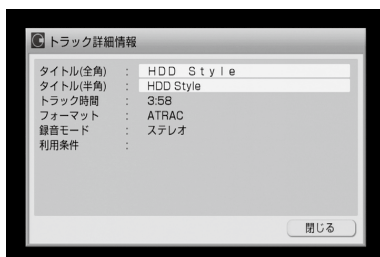 トラック詳細情報
タイトル(全角) : ＨＤＤ Ｓｔｙｌｅ
タイトル(半角) : HDD Style
トラック時間 : 3:58
フォーマット : ATRAC
録音モード : ステレオ
利用条件 :
閉じる